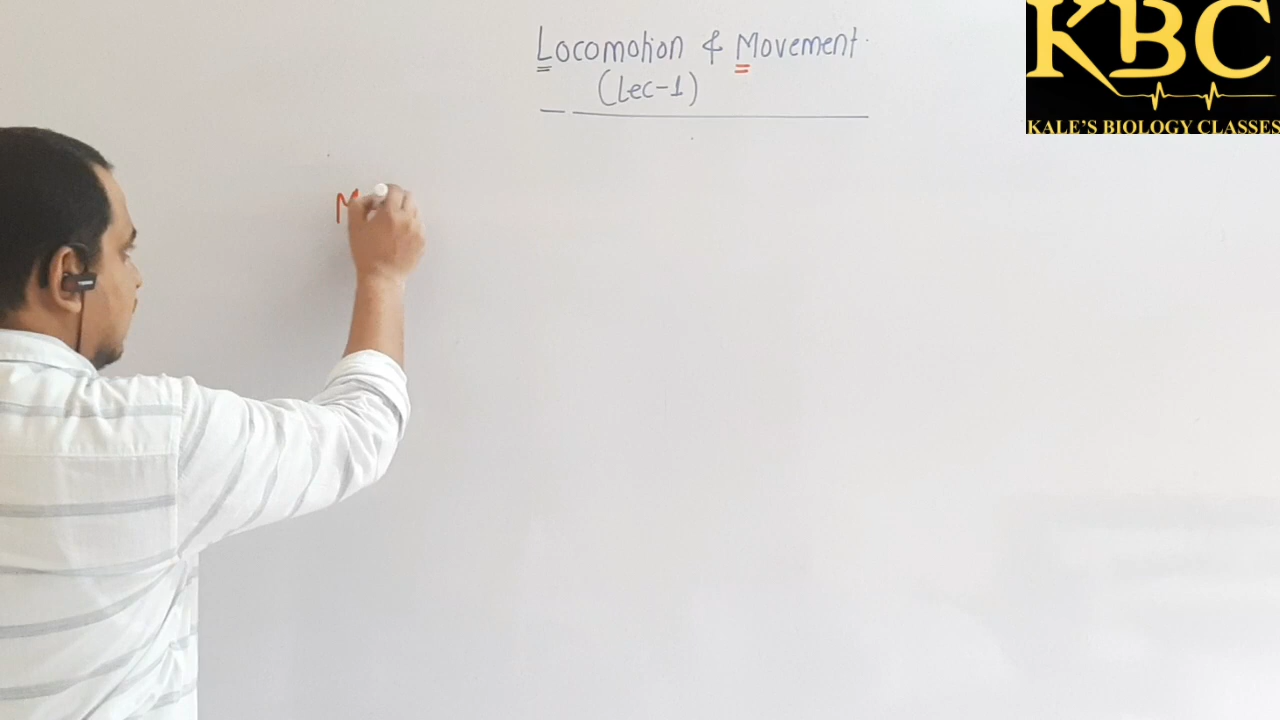 Locomotion & Movement.
(Lec-1)
M
KBC
KALE'S BIOLOGY CLASSES